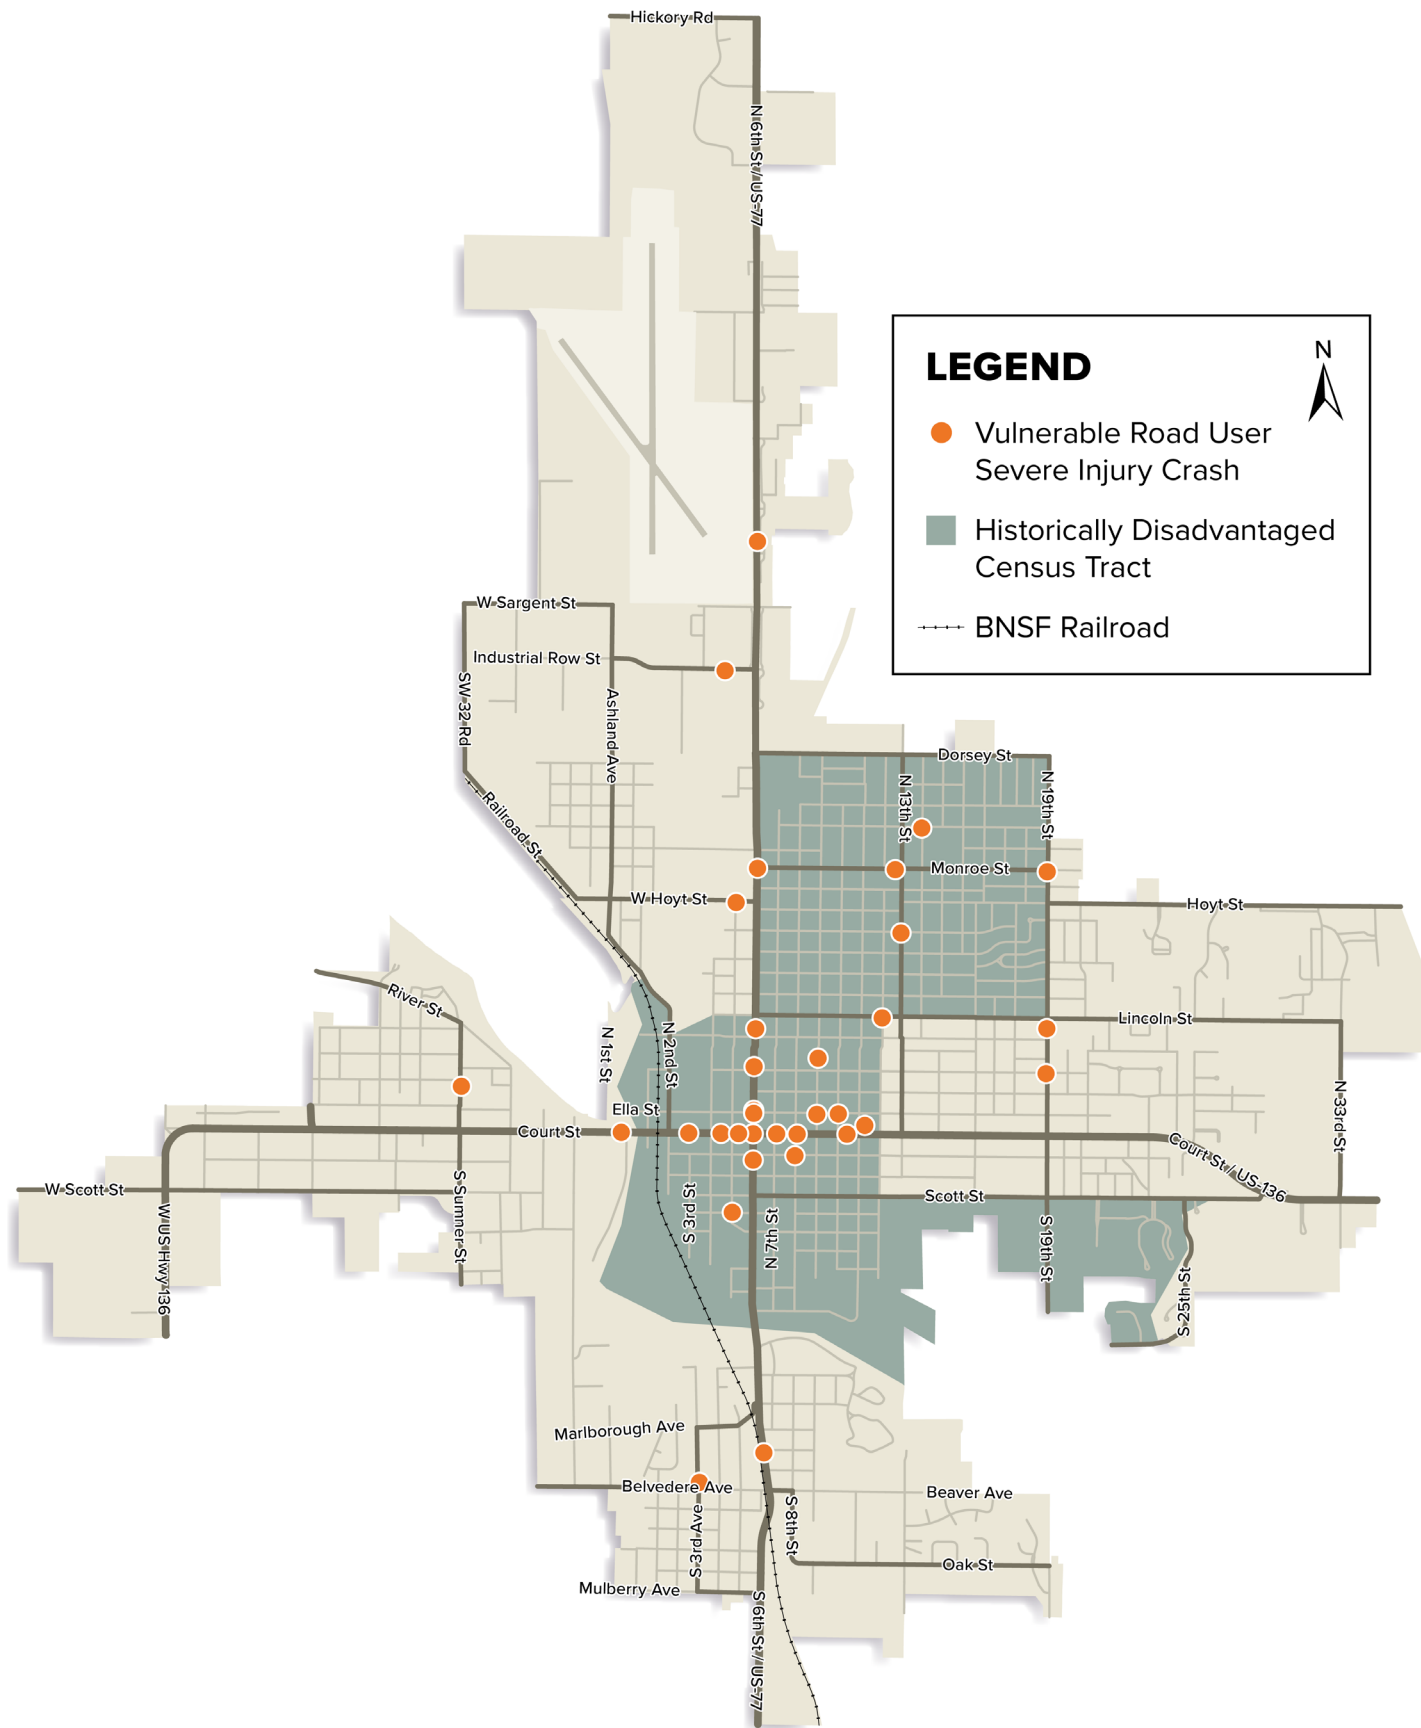 Hickory Rd
N 6th St / US-77
LEGEND
N
Vulnerable Road User
Severe Injury Crash
Historically Disadvantaged
Census Tract
BNSF Railroad
W Sargent St
Industrial Row St
SW 32 Rd
Ashland Ave
Dorsey St
N 13th St
N 19th St
Railroad St
Monroe St
W Hoyt St
Hoyt St
River St
Lincoln St
N 1st St
N 2nd St
N 33rd St
Ella St
Court St
Court St / US-136
W Scott St
S Sumner St
Scott St
S 3rd St
N 7th St
S 19th St
W US Hwy 136
S 25th St
Marlborough Ave
Belvedere Ave
Beaver Ave
S 3rd Ave
S 8th St
Oak St
Mulberry Ave
S 6th St / US-77